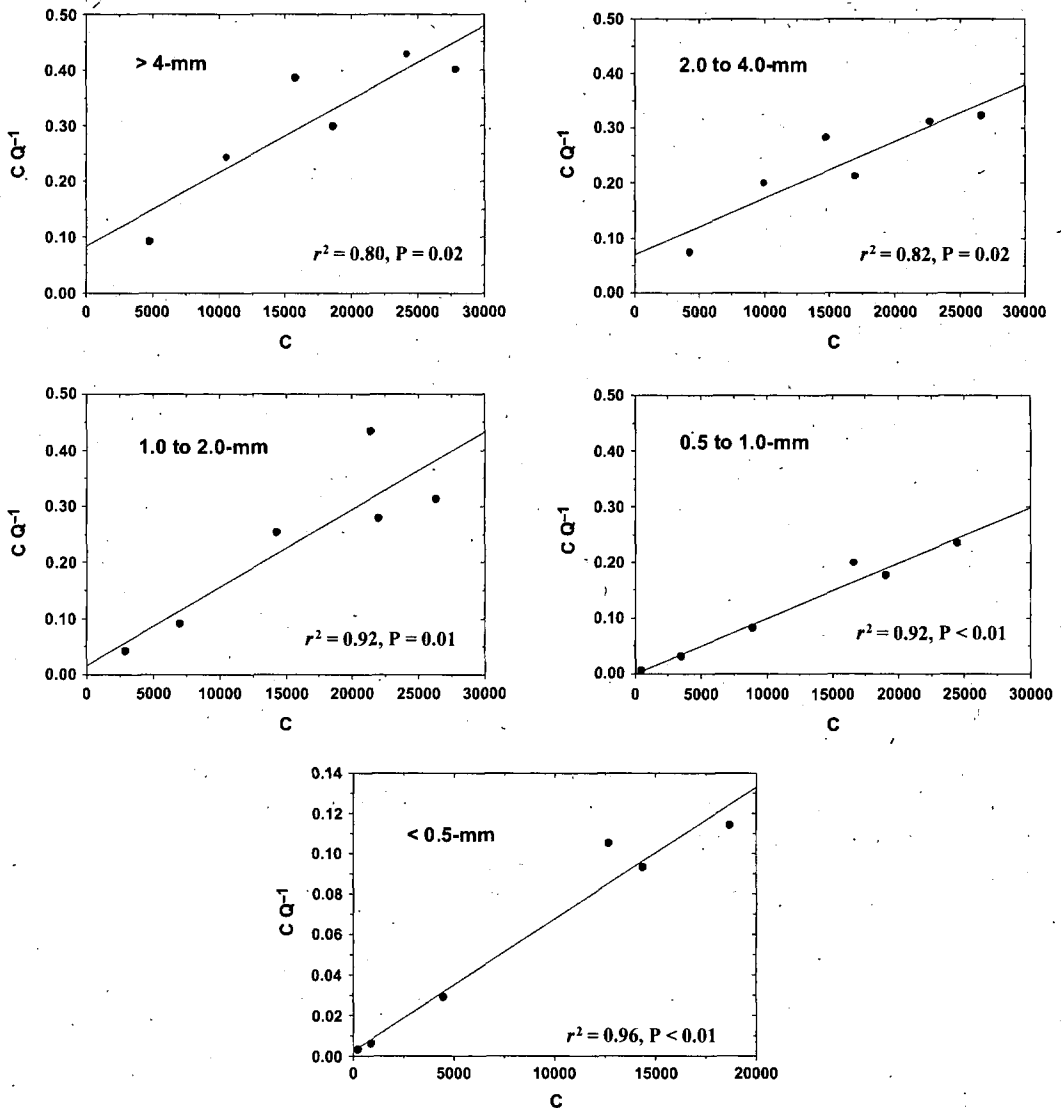 > 4-mm
0.50
0.40
0.30
0.20
0.10
0.00
C Q⁻¹
r² = 0.80, P = 0.02
0 5000 10000 15000 20000 25000 30000
C
2.0 to 4.0-mm
0.50
0.40
0.30
0.20
0.10
0.00
C Q⁻¹
r² = 0.82, P = 0.02
0 5000 10000 15000 20000 25000 30000
C
1.0 to 2.0-mm
0.50
0.40
0.30
0.20
0.10
0.00
C Q⁻¹
r² = 0.92, P = 0.01
0 5000 10000 15000 20000 25000 30000
C
0.5 to 1.0-mm
0.50
0.40
0.30
0.20
0.10
0.00
C Q⁻¹
r² = 0.92, P < 0.01
0 5000 10000 15000 20000 25000 30000
C
< 0.5-mm
0.14
0.12
0.10
0.08
0.06
0.04
0.02
0.00
C Q⁻¹
r² = 0.96, P < 0.01
0 5000 10000 15000 20000
C